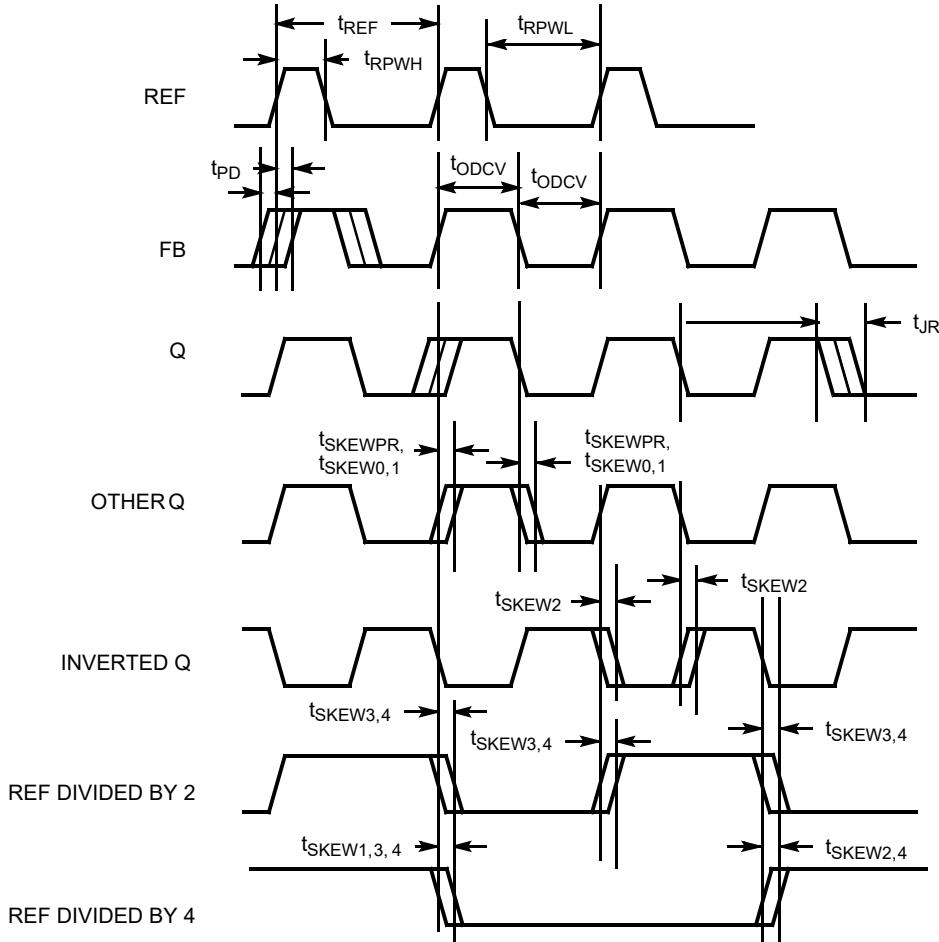 tREF
tRPWL
tRPWH
REF
tPD
tODCV
tODCV
FB
tJR
Q
tSKEWPR,
tSKEW0,1
tSKEWPR,
tSKEW0,1
OTHER Q
tSKEW2
tSKEW2
INVERTED Q
tSKEW3,4
tSKEW3,4
tSKEW3,4
REF DIVIDED BY 2
tSKEW1,3, 4
tSKEW2,4
REF DIVIDED BY 4